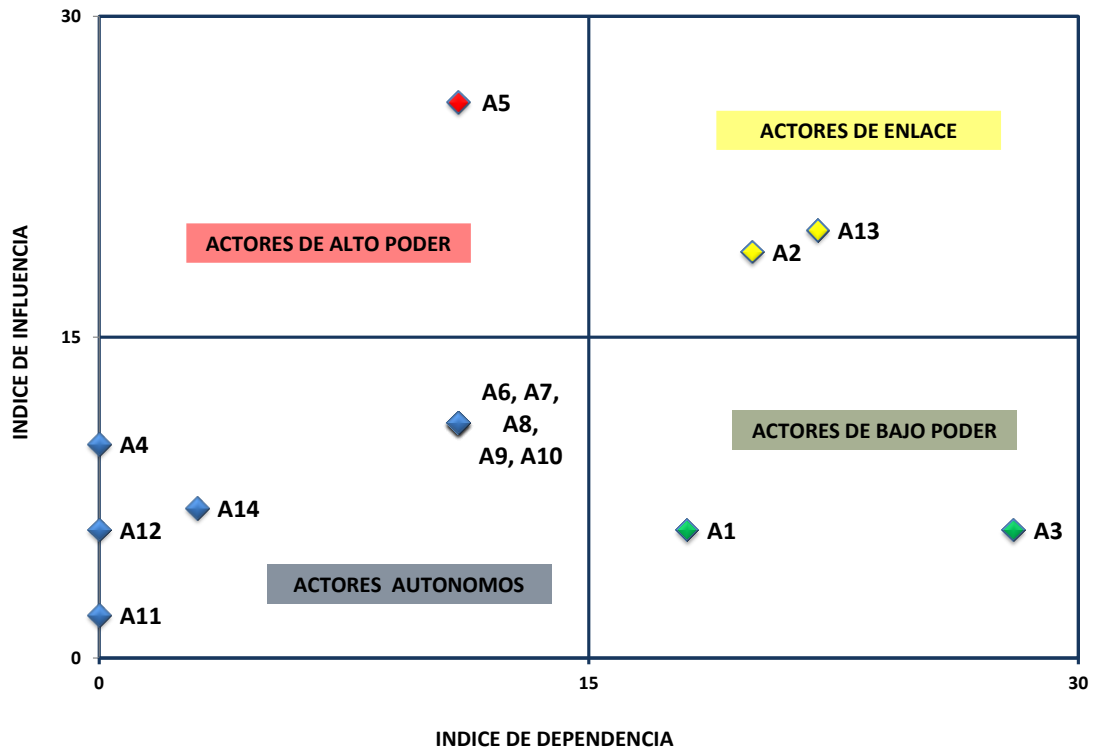 30
A5
ACTORES DE ENLACE
INDICE DE INFLUENCIA
ACTORES DE ALTO PODER
A13
A2
15
A6, A7,
A8,
A9, A10
ACTORES DE BAJO PODER
A4
A14
A12
A1
A3
ACTORES  AUTONOMOS
A11
0
0
15
30
INDICE DE DEPENDENCIA